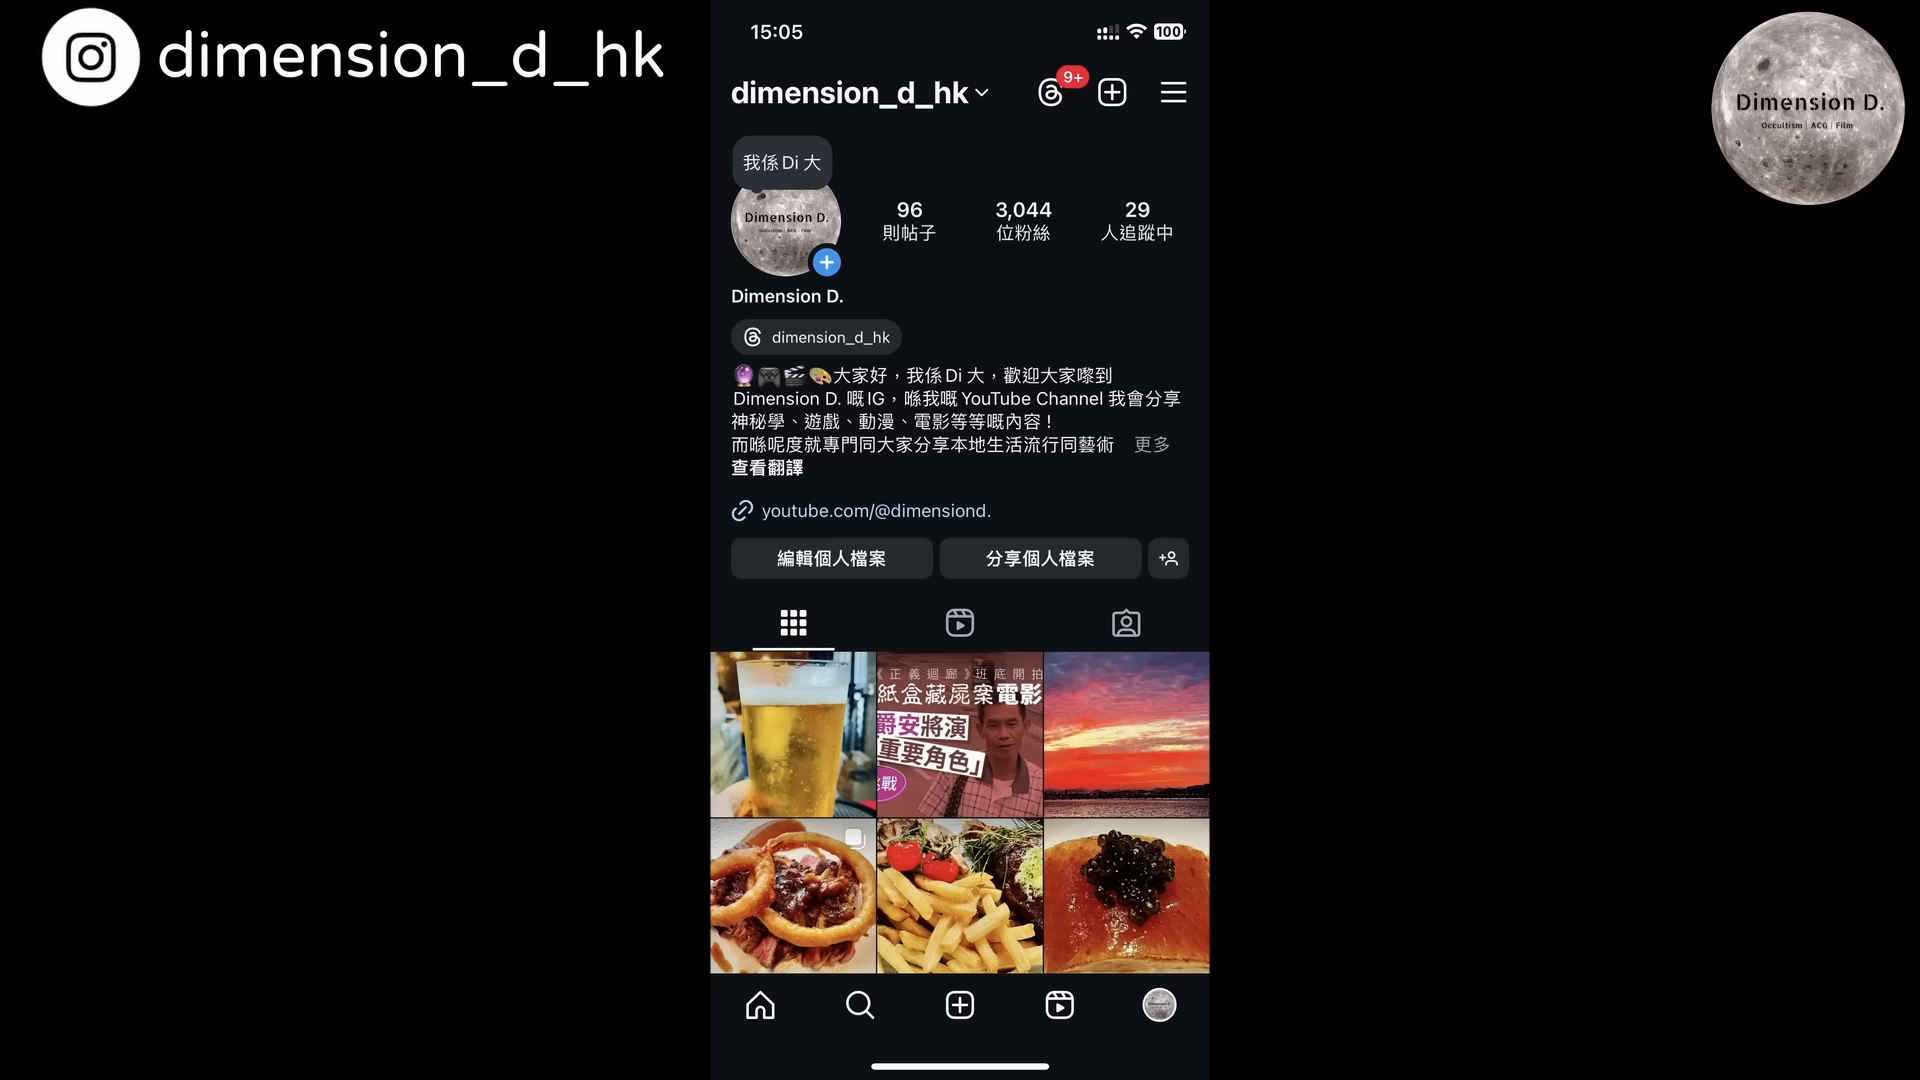 dimension_d_hk
Dimension D.
Occultism | ACG | Film
15:05
100
dimension_d_hk
9+
我係 Di 大
Dimension D.
Occultism | ACG | Film
96
則帖子
3,044
位粉絲
29
人追蹤中
Dimension D.
dimension_d_hk
🔮🎮🎬🎨大家好，我係 Di 大，歡迎大家嚟到
Dimension D. 嘅 IG，喺我嘅 YouTube Channel 我會分享
神秘學、遊戲、動漫、電影等等嘅內容！
而喺呢度就專門同大家分享本地生活流行同藝術 更多
查看翻譯
youtube.com/@dimensiond.
編輯個人檔案
分享個人檔案
《正義迴廊》班底開拍
紙盒藏屍案電影
爵安將演
重要角色」
戰